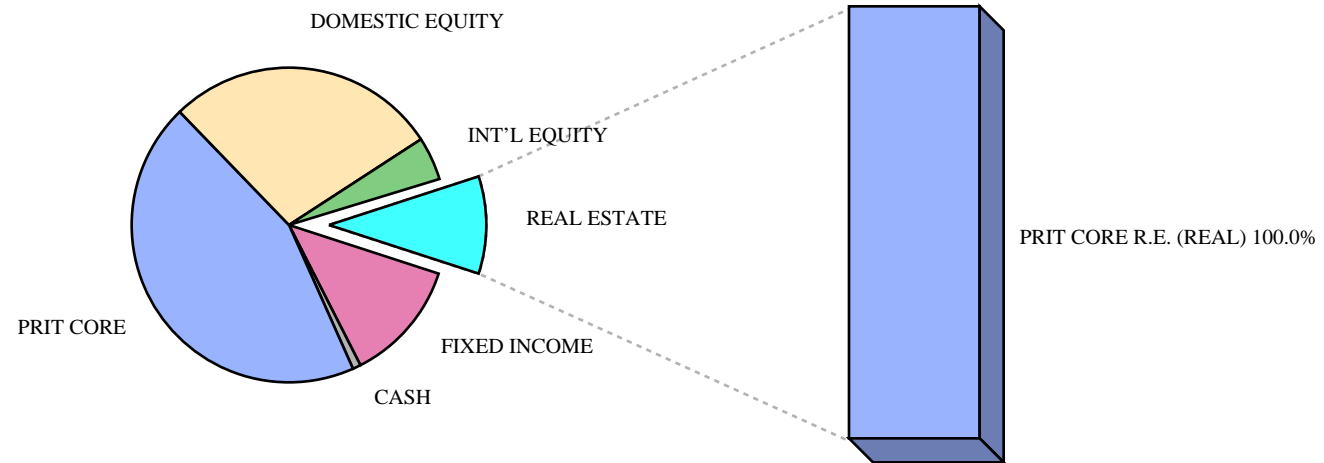 DOMESTIC EQUITY
INT'L EQUITY
REAL ESTATE
PRIT CORE R.E. (REAL) 100.0%
PRIT CORE
FIXED INCOME
CASH